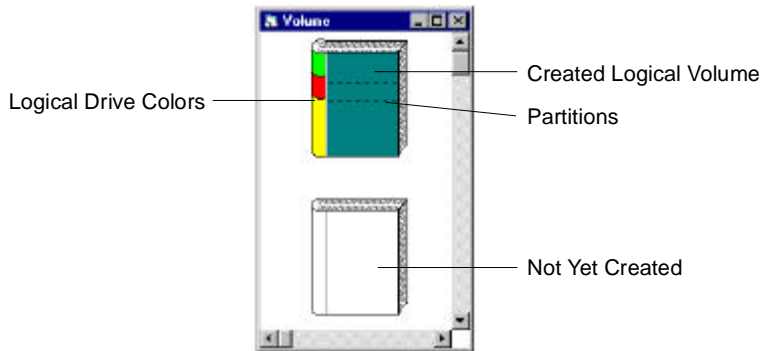 Volume
Created Logical Volume
Logical Drive Colors
Partitions
Not Yet Created